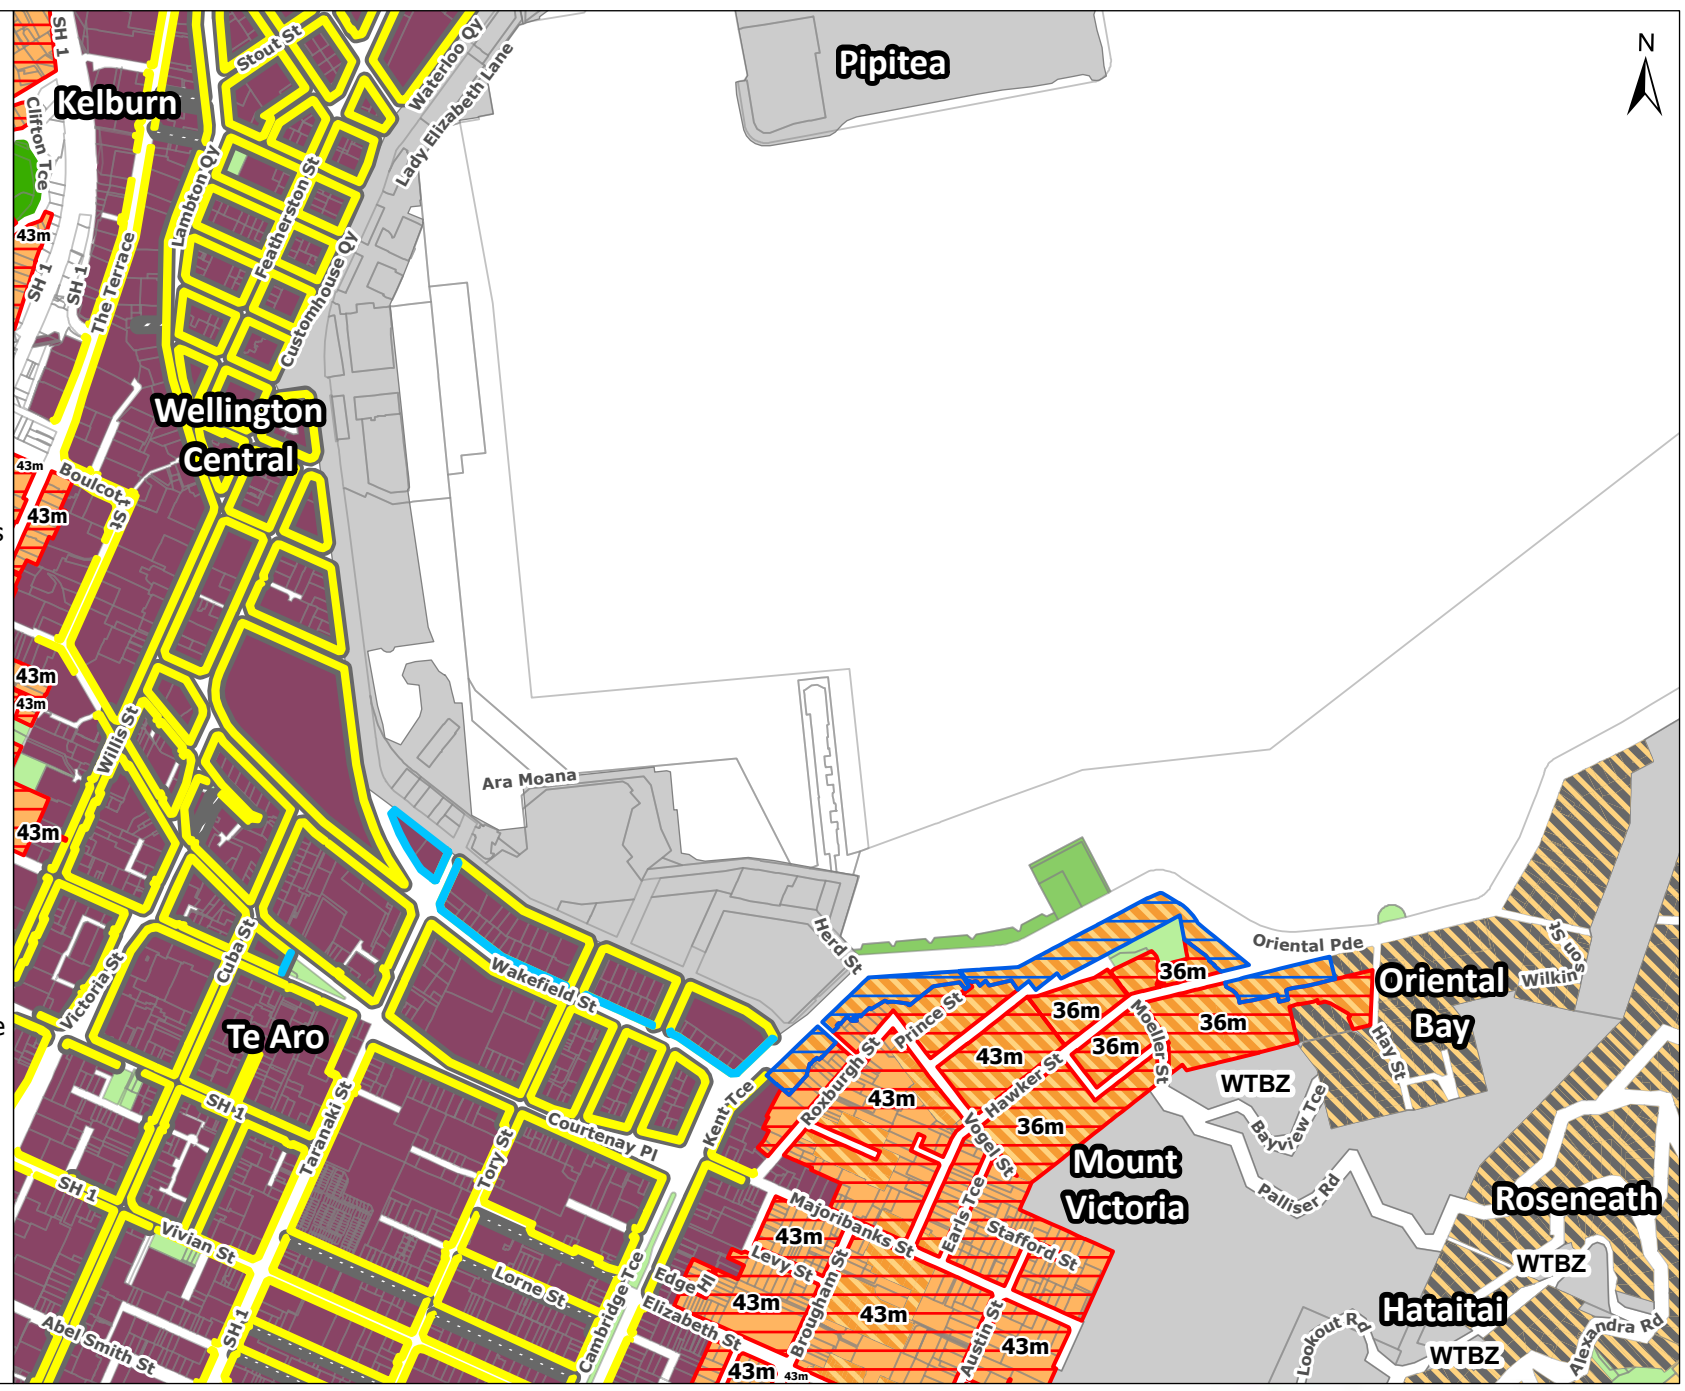 SH 1
Stout St
Waterloo Qy
Lady Elizabeth Lane
Pipitea
N
Kelburn
Clifton Tce
Lambton Qy
Featherston St
43m
SH 1
SH 1
The Terrace
Customhouse Qy
Wellington
Central
43m
Boulcott St
43m
43m
43m
Willis St
Ara Moana
43m
Cuba St
Victoria St
Wakefield St
Herd St
Oriental Pde
Wilkinson St
Oriental
Bay
36m
36m
36m
36m
Prince St
Moeller St
Hay St
Te Aro
43m
Hawker St
WTBZ
Roxburgh St
43m
Kent Tce
SH 1
Taranaki St
Courtenay Pl
Tory St
36m
Vogel St
Bayview Tce
Mount
Victoria
Palliser Rd
Roseneath
SH 1
Vivian St
Majoribanks St
Earls Tce
Stafford St
43m
Levy St
WTBZ
Edge Hl
Lorne St
43m
Brougham St
43m
Hataitai
Elizabeth St
Cambridge Tce
Austin St
43m
Lookout Rd
WTBZ
Alexandra Rd
SH 1
Abel Smith St
43m
43m